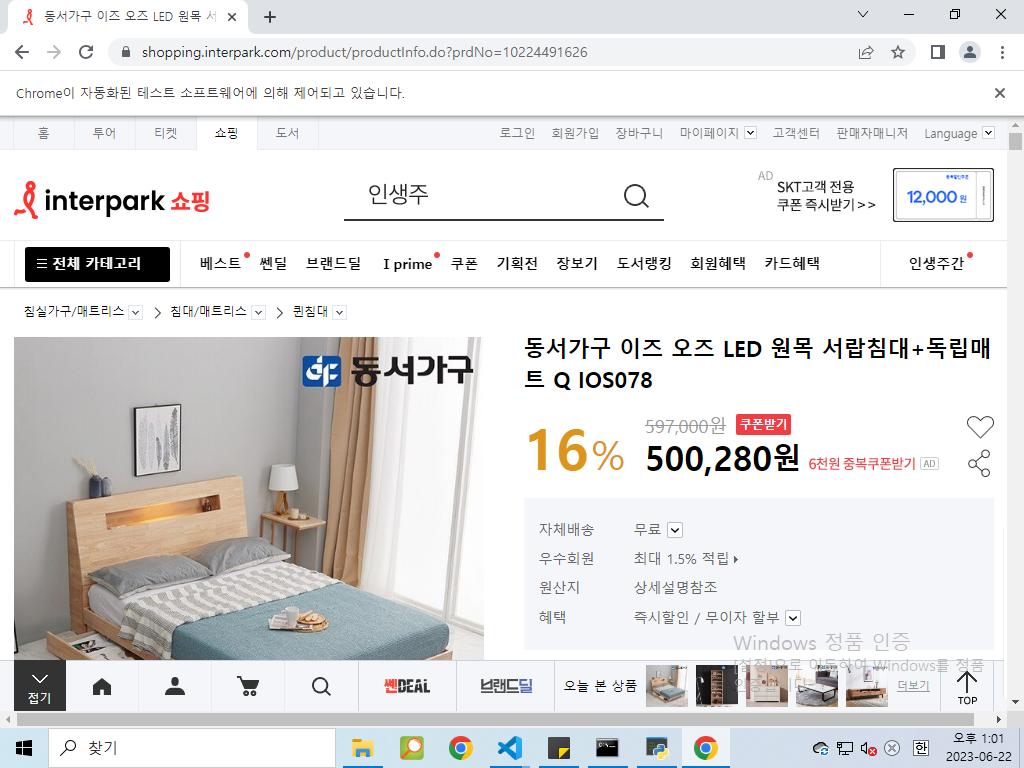 동서가구 이즈 오즈 LED 원목 서
shopping.interpark.com/product/productInfo.do?prdNo=10224491626
Chrome이 자동화된 테스트 소프트웨어에 의해 제어되고 있습니다.
홈 투어 티켓 쇼핑 도서 로그인 회원가입 장바구니 마이페이지 고객센터 판매자매니저 Language
interpark 쇼핑
인생주
AD SKT고객 전용
쿠폰 즉시받기 >>
12,000 원
전체 카테고리 베스트 쎈딜 브랜드딜 I prime 쿠폰 기획전 장보기 도서랭킹 회원혜택 카드혜택 인생주간
침실가구/매트리스 침대/매트리스 퀸침대
동서가구
동서가구 이즈 오즈 LED 원목 서랍침대+독립매
트 Q IOS078
16%
597,000원 쿠폰받기
500,280원 6천원 중복쿠폰받기 AD
자체배송 무료
우수회원 최대 1.5% 적립
원산지 상세설명참조
혜택 즉시할인 / 무이자 할부
Windows 정품 인증
[설정]으로 이동하여 Windows를 정품
접기
쎈DEAL
브랜드딜
오늘 본 상품
더보기
TOP
찾기
한
오후 1:01
2023-06-22